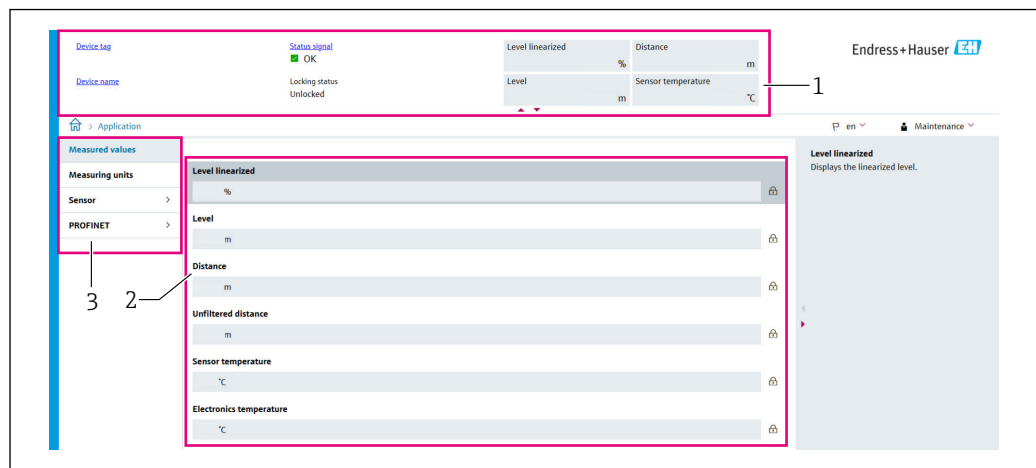 Device tag
Status signal
OK
Device name
Locking status
Unlocked
Level linearized
%
Distance
m
Level
m
Sensor temperature
°C
Endress+Hauser EH
1
> Application
en
Maintenance
Measured values
Measuring units
Sensor >
PROFINET >
3
2
Level linearized
%
Level
m
Distance
m
Unfiltered distance
m
Sensor temperature
°C
Electronics temperature
°C
Level linearized
Displays the linearized level.